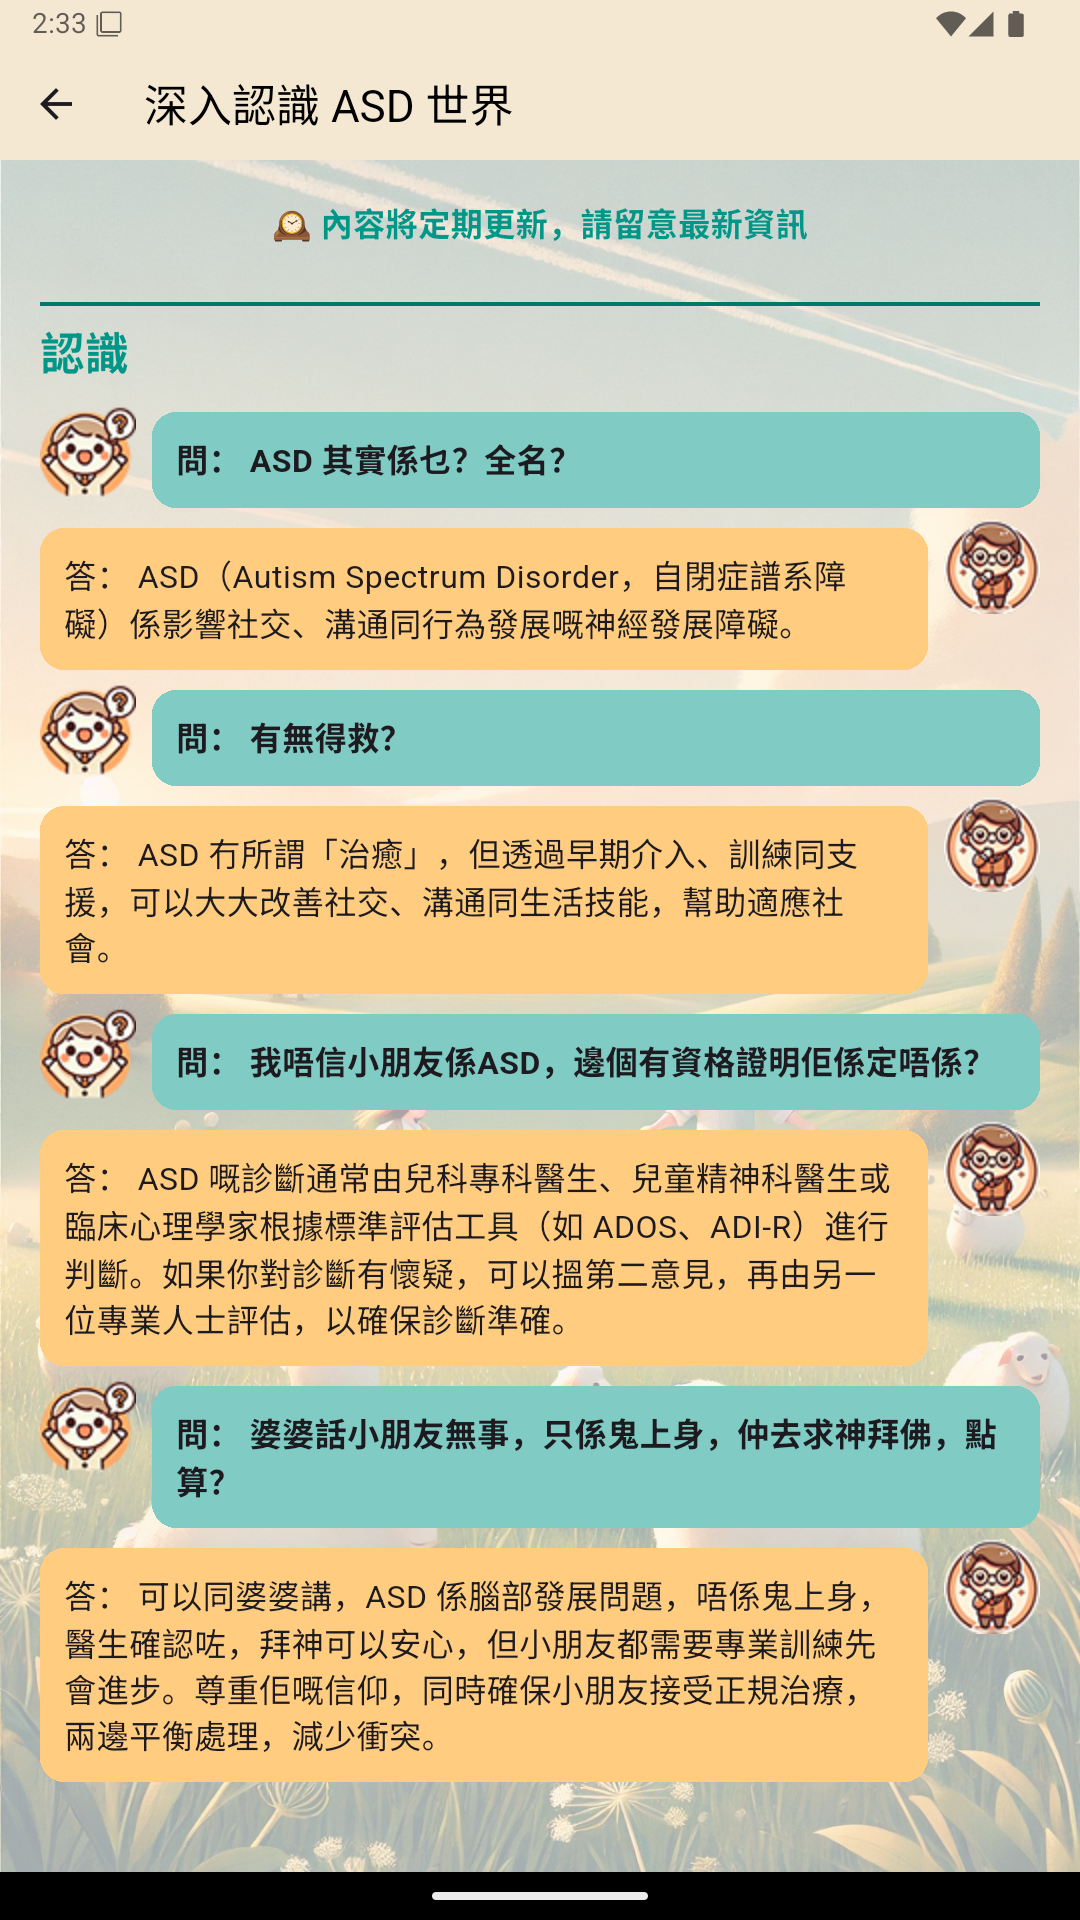 2:33
深入認識 ASD 世界
內容將定期更新，請留意最新資訊
認識
問： ASD 其實係乜？全名？
答： ASD（Autism Spectrum Disorder，自閉症譜系障
礙）係影響社交、溝通同行為發展嘅神經發展障礙。
問： 有無得救？
答： ASD 冇所謂「治癒」，但透過早期介入、訓練同支
援，可以大大改善社交、溝通同生活技能，幫助適應社
會。
問： 我唔信小朋友係ASD，邊個有資格證明佢係定唔係？
答： ASD 嘅診斷通常由兒科專科醫生、兒童精神科醫生或
臨床心理學家根據標準評估工具（如 ADOS、ADI-R）進行
判斷。如果你對診斷有懷疑，可以搵第二意見，再由另一
位專業人士評估，以確保診斷準確。
問： 婆婆話小朋友無事，只係鬼上身，仲去求神拜佛，點
算？
答： 可以同婆婆講，ASD 係腦部發展問題，唔係鬼上身，
醫生確認咗，拜神可以安心，但小朋友都需要專業訓練先
會進步。尊重佢嘅信仰，同時確保小朋友接受正規治療，
兩邊平衡處理，減少衝突。